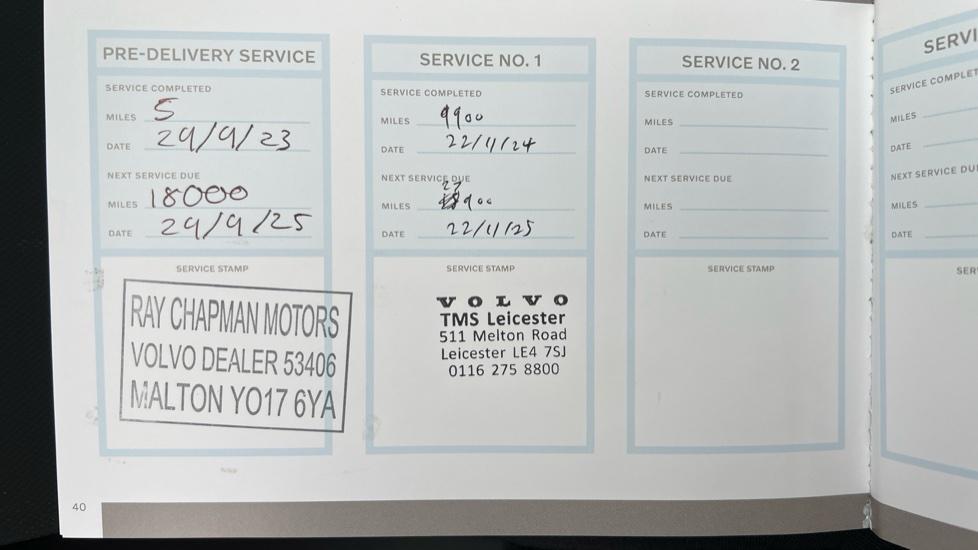 PRE-DELIVERY SERVICE
SERVICE COMPLETED
MILES 5
DATE 29/9/23
NEXT SERVICE DUE
MILES 18000
DATE 29/9/25
SERVICE STAMP
RAY CHAPMAN MOTORS
VOLVO DEALER 53406
MALTON YO17 6YA
SERVICE NO. 1
SERVICE COMPLETED
MILES 9900
DATE 22/11/24
NEXT SERVICE DUE
27
MILES 900
DATE 22/11/25
SERVICE STAMP
VOLVO
TMS Leicester
511 Melton Road
Leicester LE4 7SJ
0116 275 8800
SERVICE NO. 2
SERVICE COMPLETED
MILES
DATE
NEXT SERVICE DUE
MILES
DATE
SERVICE STAMP
SERVI
SERVICE COMPLET
MILES
DATE
NEXT SERVICE DU
MILES
DATE
SER
40